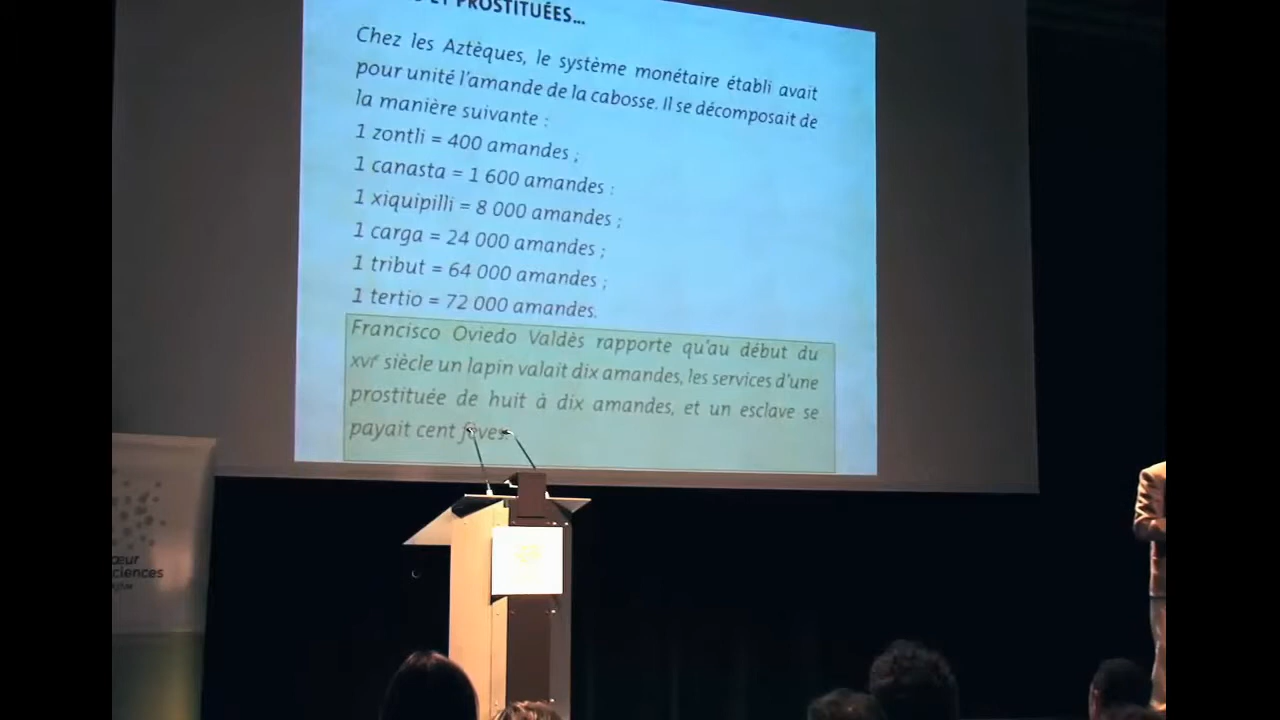 ET PROSTITUÉES...
Chez les Aztèques, le système monétaire établi avait
pour unité l'amande de la cabosse. Il se décomposait de
la manière suivante :
1 zontli = 400 amandes ;
1 canasta = 1 600 amandes :
1 xiquipilli = 8 000 amandes ;
1 carga = 24 000 amandes ;
1 tribut = 64 000 amandes ;
1 tertio = 72 000 amandes.
Francisco Oviedo Valdès rapporte qu'au début du
XVIe siècle un lapin valait dix amandes, les services d'une
prostituée de huit à dix amandes, et un esclave se
payait cent fèves.
cœur
sciences